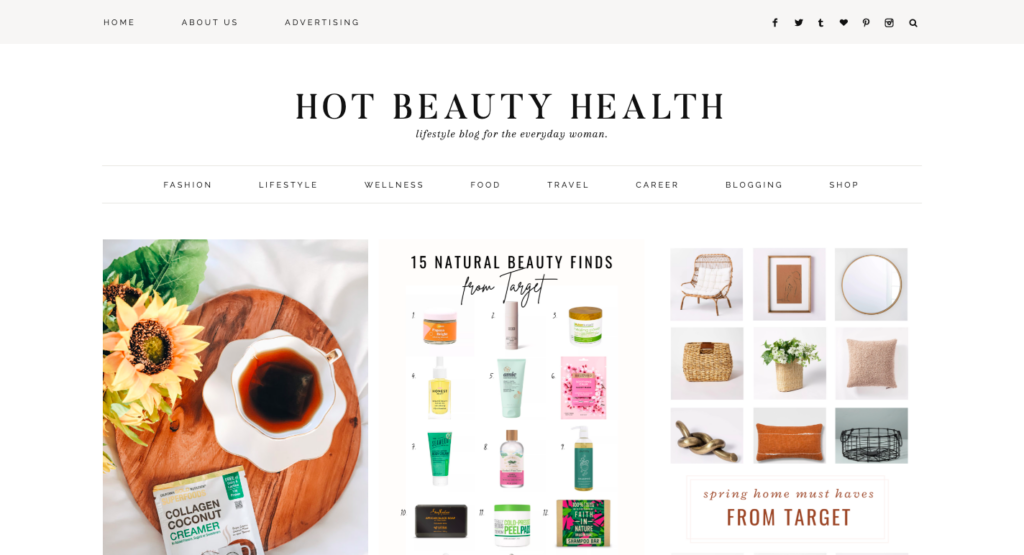 HOME ABOUT US ADVERTISING
HOT BEAUTY HEALTH
lifestyle blog for the everyday woman.
FASHION LIFESTYLE WELLNESS FOOD TRAVEL CAREER BLOGGING SHOP
COLLAGEN
COCONUT
CREAMER
15 NATURAL BEAUTY FINDS
from Target
1. 2. 3.
4. 5. 6.
HONEST
7. 8. 9.
10. 11. 12.
COLD-PRESSED
PEEL PADS
FAITH
IN
NATURE
SHAMPOO BAR
spring home must haves
FROM TARGET